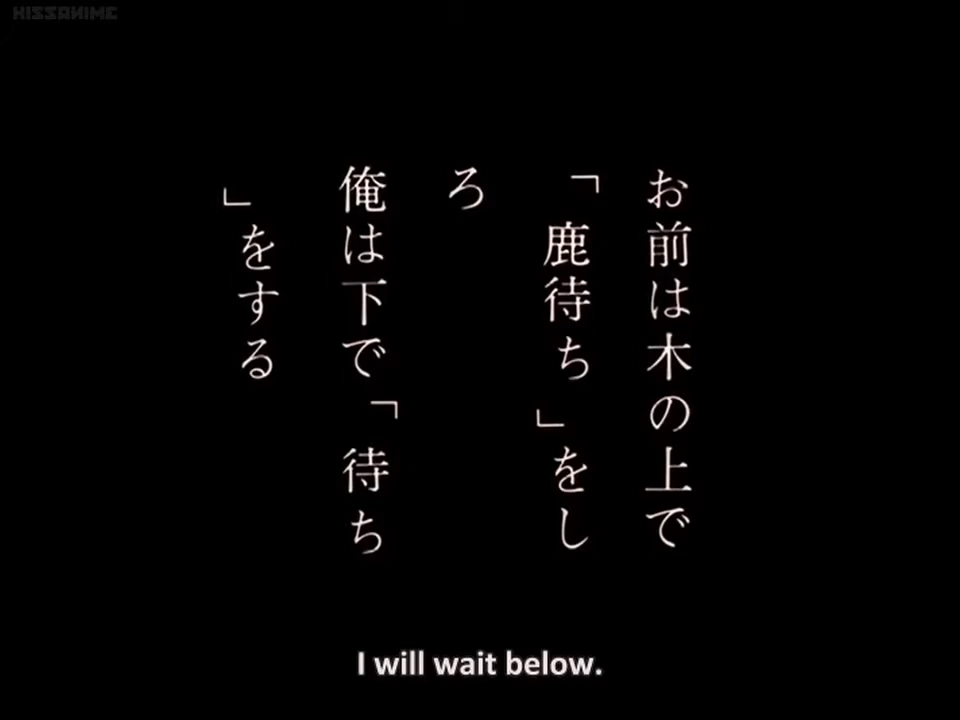 KISSANIME
お前は木の上で
「鹿待ち」をし
ろ
俺は下で「待ち
」をする
I will wait below.